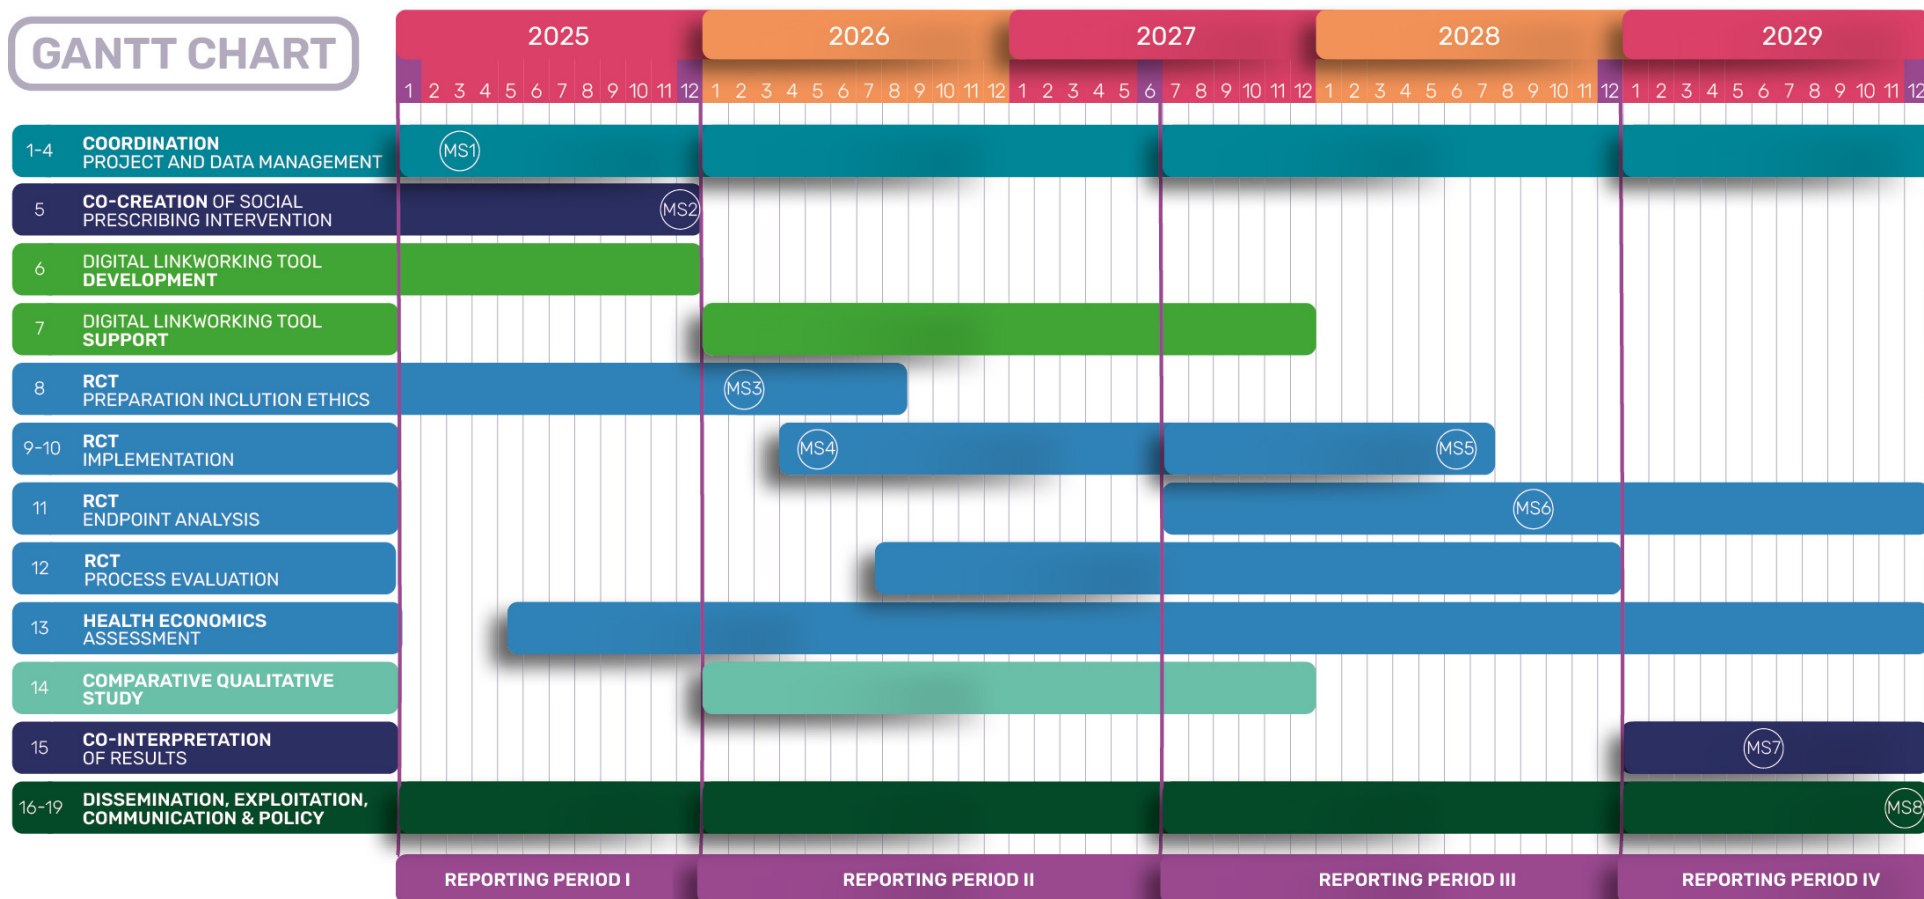 GANTT CHART
2025 2026 2027 2028 2029
1 2 3 4 5 6 7 8 9 10 11 12 1 2 3 4 5 6 7 8 9 10 11 12 1 2 3 4 5 6 7 8 9 10 11 12 1 2 3 4 5 6 7 8 9 10 11 12 1 2 3 4 5 6 7 8 9 10 11 12
1-4 COORDINATION
PROJECT AND DATA MANAGEMENT
MS1
5 CO-CREATION OF SOCIAL
PRESCRIBING INTERVENTION
MS2
6 DIGITAL LINKWORKING TOOL
DEVELOPMENT
7 DIGITAL LINKWORKING TOOL
SUPPORT
8 RCT
PREPARATION INCLUTION ETHICS
MS3
9-10 RCT
IMPLEMENTATION
MS4 MS5
11 RCT
ENDPOINT ANALYSIS
MS6
12 RCT
PROCESS EVALUATION
13 HEALTH ECONOMICS
ASSESSMENT
14 COMPARATIVE QUALITATIVE
STUDY
15 CO-INTERPRETATION
OF RESULTS
MS7
16-19 DISSEMINATION, EXPLOITATION,
COMMUNICATION & POLICY
MS8
REPORTING PERIOD I REPORTING PERIOD II REPORTING PERIOD III REPORTING PERIOD IV